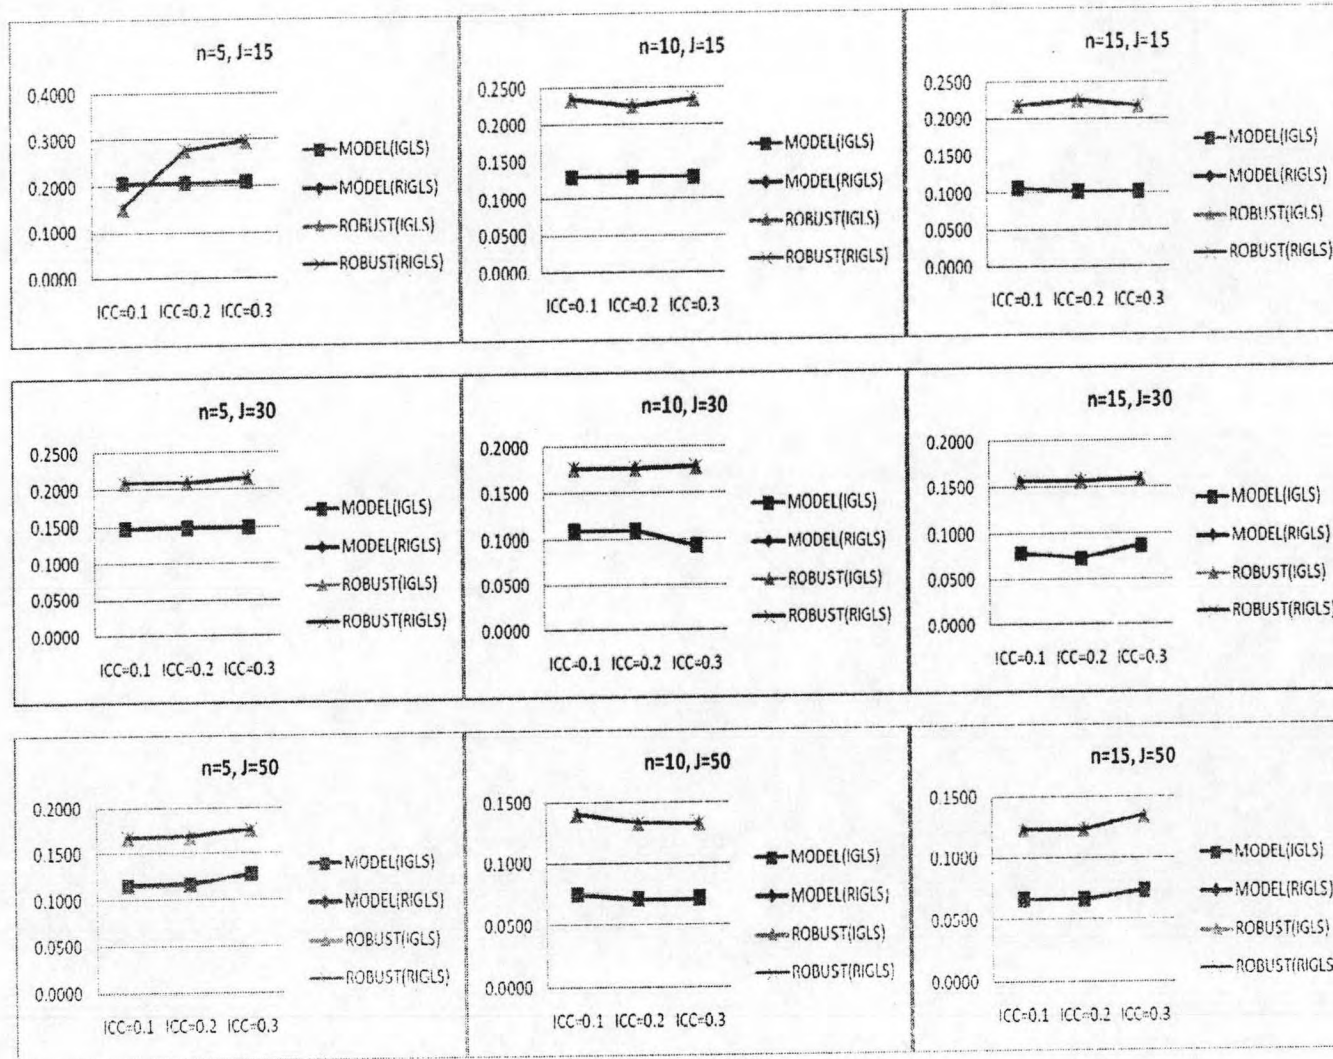 n=5, J=15
0.4000
0.3000
0.2000
0.1000
0.0000
ICC=0.1 ICC=0.2 ICC=0.3
MODEL(IGLS)
MODEL(RIGLS)
ROBUST(IGLS)
ROBUST(RIGLS)
n=10, J=15
0.2500
0.2000
0.1500
0.1000
0.0500
0.0000
ICC=0.1 ICC=0.2 ICC=0.3
MODEL(IGLS)
MODEL(RIGLS)
ROBUST(IGLS)
ROBUST(RIGLS)
n=15, J=15
0.2500
0.2000
0.1500
0.1000
0.0500
0.0000
ICC=0.1 ICC=0.2 ICC=0.3
MODEL(IGLS)
MODEL(RIGLS)
ROBUST(IGLS)
ROBUST(RIGLS)
n=5, J=30
0.2500
0.2000
0.1500
0.1000
0.0500
0.0000
ICC=0.1 ICC=0.2 ICC=0.3
MODEL(IGLS)
MODEL(RIGLS)
ROBUST(IGLS)
ROBUST(RIGLS)
n=10, J=30
0.2000
0.1500
0.1000
0.0500
0.0000
ICC=0.1 ICC=0.2 ICC=0.3
MODEL(IGLS)
MODEL(RIGLS)
ROBUST(IGLS)
ROBUST(RIGLS)
n=15, J=30
0.2000
0.1500
0.1000
0.0500
0.0000
ICC=0.1 ICC=0.2 ICC=0.3
MODEL(IGLS)
MODEL(RIGLS)
ROBUST(IGLS)
ROBUST(RIGLS)
n=5, J=50
0.2000
0.1500
0.1000
0.0500
0.0000
ICC=0.1 ICC=0.2 ICC=0.3
MODEL(IGLS)
MODEL(RIGLS)
ROBUST(IGLS)
ROBUST(RIGLS)
n=10, J=50
0.1500
0.1000
0.0500
0.0000
ICC=0.1 ICC=0.2 ICC=0.3
MODEL(IGLS)
MODEL(RIGLS)
ROBUST(IGLS)
ROBUST(RIGLS)
n=15, J=50
0.1500
0.1000
0.0500
0.0000
ICC=0.1 ICC=0.2 ICC=0.3
MODEL(IGLS)
MODEL(RIGLS)
ROBUST(IGLS)
ROBUST(RIGLS